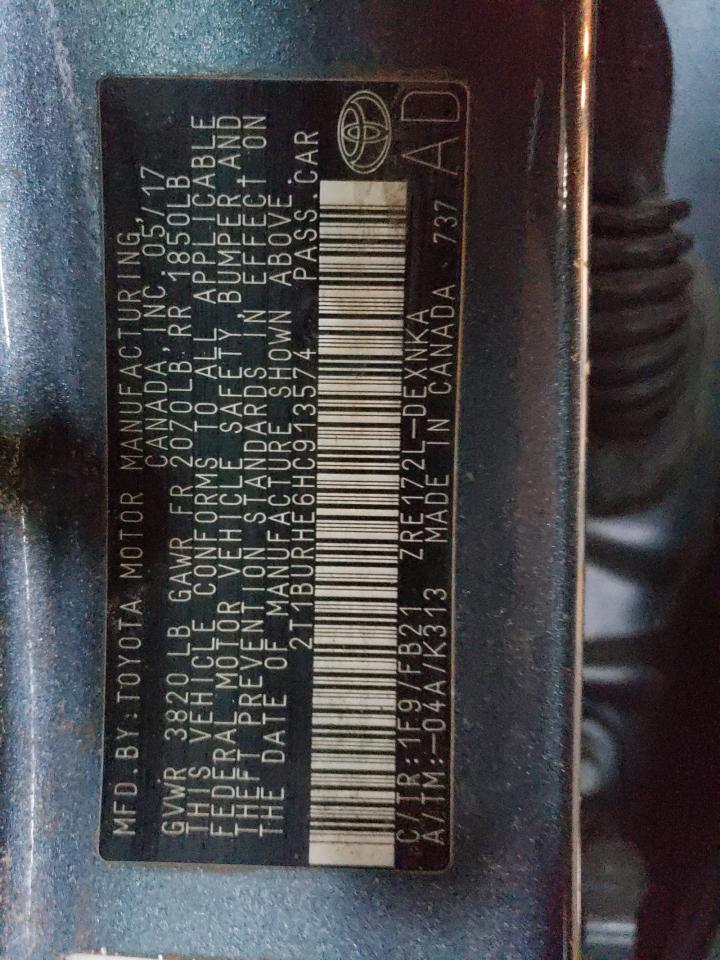 MFD.BY:TOYOTA MOTOR MANUFACTURING,
CANADA, INC.05/17
GVWR 3820LB GAWR FR 2070LB RR 1850LB
THIS VEHICLE CONFORMS TO ALL APPLICABLE
FEDERAL MOTOR VEHICLE SAFETY, BUMPER,AND
THEFT PREVENTION STANDARDS IN EFFECT ON
THE DATE OF MANUFACTURE SHOWN ABOVE.
2T1BURHE6HC913574 PASS.CAR
C/TR:1F9/FB21 ZRE172L-DEXNKA
A/TM:-04A/K313 MADE IN CANADA 737
AD